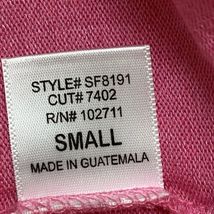 STYLE# SF8191
CUT# 7402
R/N# 102711
SMALL
MADE IN GUATEMALA